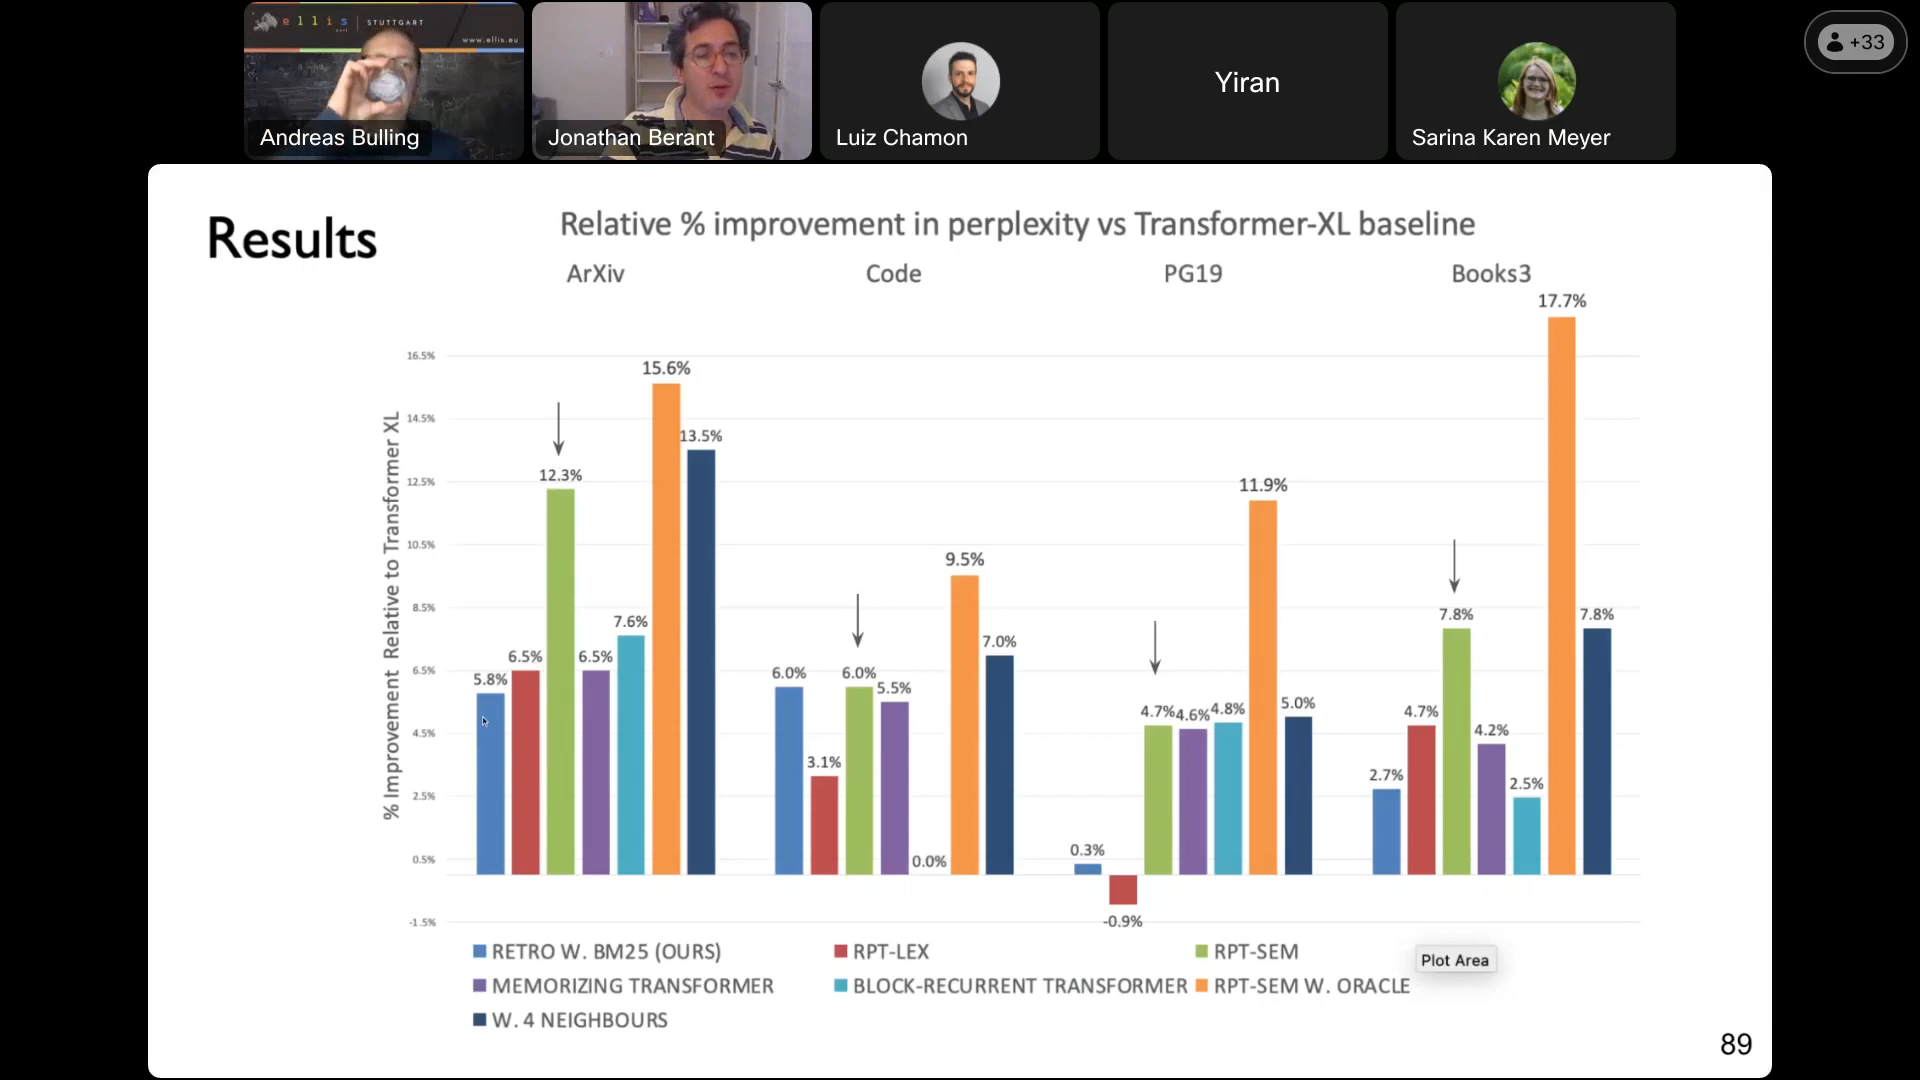 ellis | STUTTGART
unit
www.ellis.eu
Andreas Bulling
Jonathan Berant
Luiz Chamon
Yiran
Sarina Karen Meyer
+33
Results
Relative % improvement in perplexity vs Transformer-XL baseline
ArXiv Code PG19 Books3
% Improvement Relative to Transformer XL
16.5%
14.5%
12.5%
10.5%
8.5%
6.5%
4.5%
2.5%
0.5%
-1.5%
5.8% 6.5% 12.3% 6.5% 7.6% 15.6% 13.5%
6.0% 3.1% 6.0% 5.5% 0.0% 9.5% 7.0%
0.3% -0.9% 4.7% 4.6% 4.8% 11.9% 5.0%
2.7% 4.7% 7.8% 4.2% 2.5% 17.7% 7.8%
RETRO W. BM25 (OURS) RPT-LEX RPT-SEM
MEMORIZING TRANSFORMER BLOCK-RECURRENT TRANSFORMER RPT-SEM W. ORACLE
W. 4 NEIGHBOURS
Plot Area
89